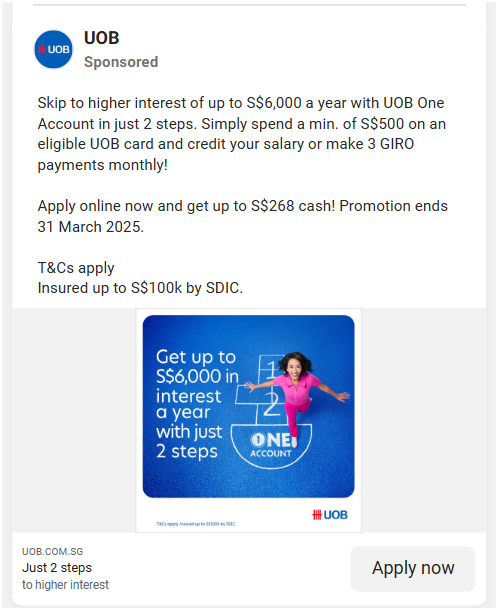 UOB
UOB
Sponsored
Skip to higher interest of up to S$6,000 a year with UOB One
Account in just 2 steps. Simply spend a min. of S$500 on an
eligible UOB card and credit your salary or make 3 GIRO
payments monthly!
Apply online now and get up to S$268 cash! Promotion ends
31 March 2025.
T&Cs apply
Insured up to S$100k by SDIC.
Get up to
S$6,000 in
interest
a year
with just
2 steps
1
2
ONE
ACCOUNT
UOB
T&Cs apply. Insured up to S$100k by SDIC.
UOB.COM.SG
Just 2 steps
to higher interest
Apply now